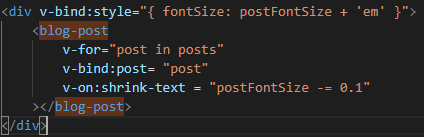 <div v-bind:style="{ fontSize: postFontSize + 'em' }">
<blog-post
v-for="post in posts"
v-bind:post= "post"
v-on:shrink-text = "postFontSize -= 0.1"
></blog-post>
</div>